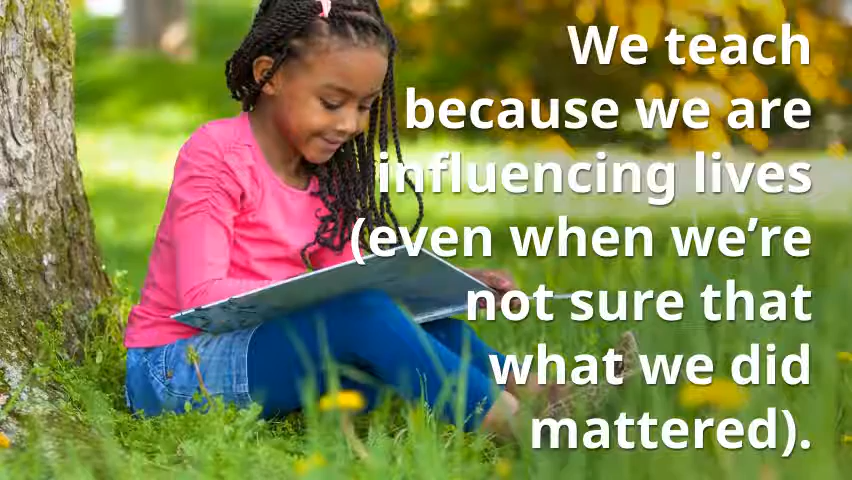 We teach
because we are
influencing lives
(even when we’re
not sure that
what we did
mattered).